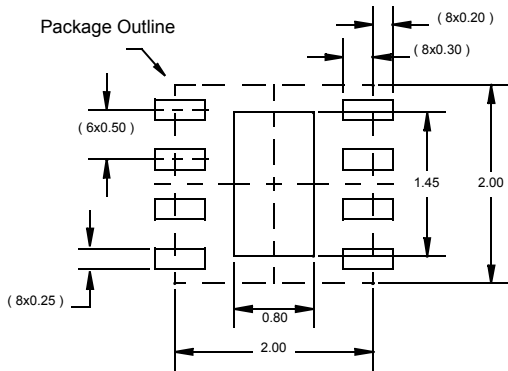 ( 8x0.20 )
Package Outline
( 8x0.30 )
( 6x0.50 )
1.45
2.00
( 8x0.25 )
0.80
2.00